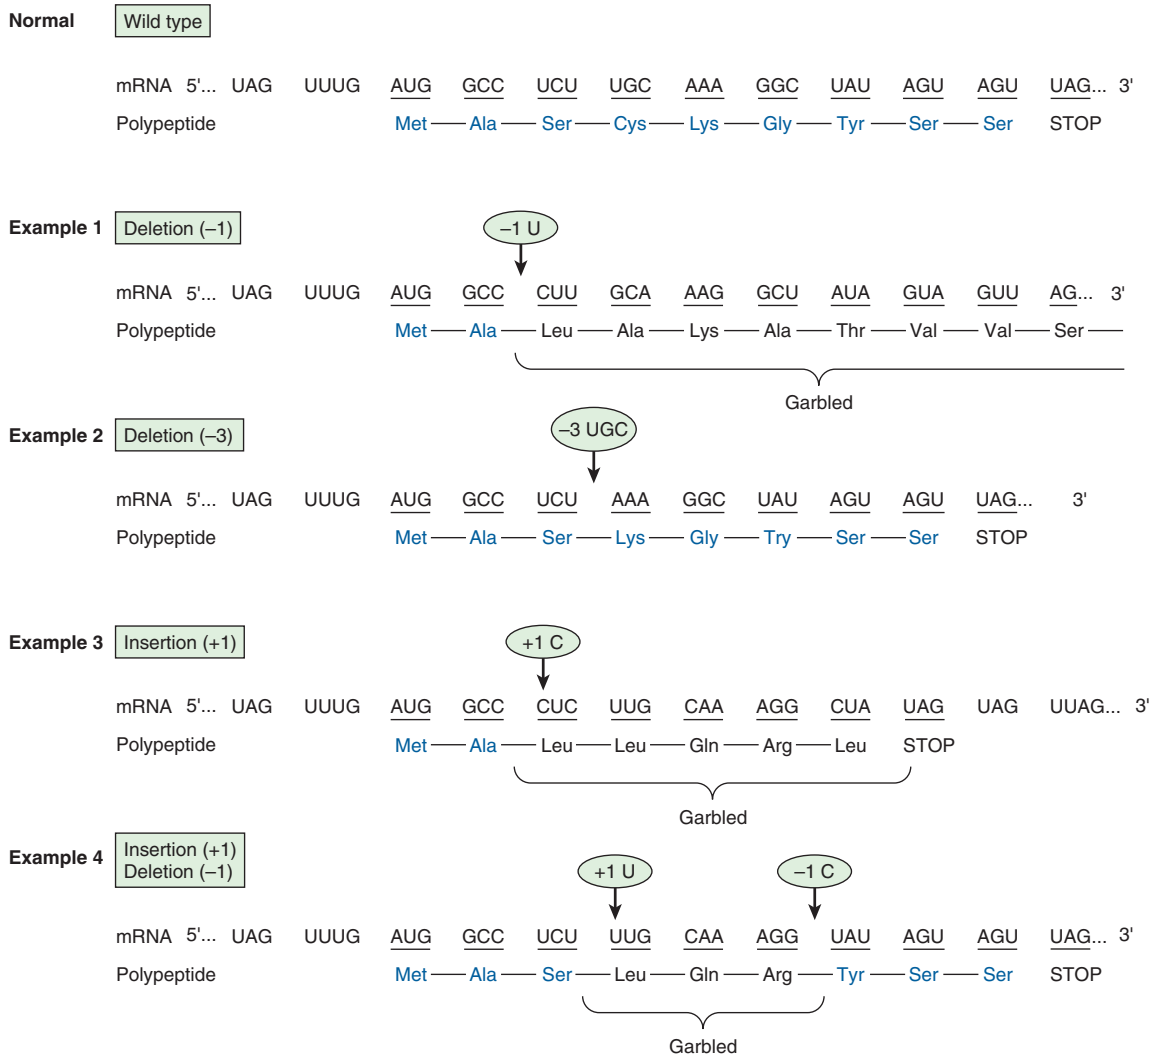 Normal Wild type
mRNA 5'... UAG UUUG AUG GCC UCU UGC AAA GGC UAU AGU AGU UAG... 3'
Polypeptide Met Ala Ser Cys Lys Gly Tyr Ser Ser STOP
Example 1 Deletion (–1) –1 U
mRNA 5'... UAG UUUG AUG GCC CUU GCA AAG GCU AUA GUA GUU AG... 3'
Polypeptide Met Ala Leu Ala Lys Ala Thr Val Val Ser
Garbled
Example 2 Deletion (–3) –3 UGC
mRNA 5'... UAG UUUG AUG GCC UCU AAA GGC UAU AGU AGU UAG... 3'
Polypeptide Met Ala Ser Lys Gly Try Ser Ser STOP
Example 3 Insertion (+1) +1 C
mRNA 5'... UAG UUUG AUG GCC CUC UUG CAA AGG CUA UAG UAG UUAG... 3'
Polypeptide Met Ala Leu Leu Gln Arg Leu STOP
Garbled
Example 4 Insertion (+1)
Deletion (–1)
+1 U –1 C
mRNA 5'... UAG UUUG AUG GCC UCU UUG CAA AGG UAU AGU AGU UAG... 3'
Polypeptide Met Ala Ser Leu Gln Arg Tyr Ser Ser STOP
Garbled